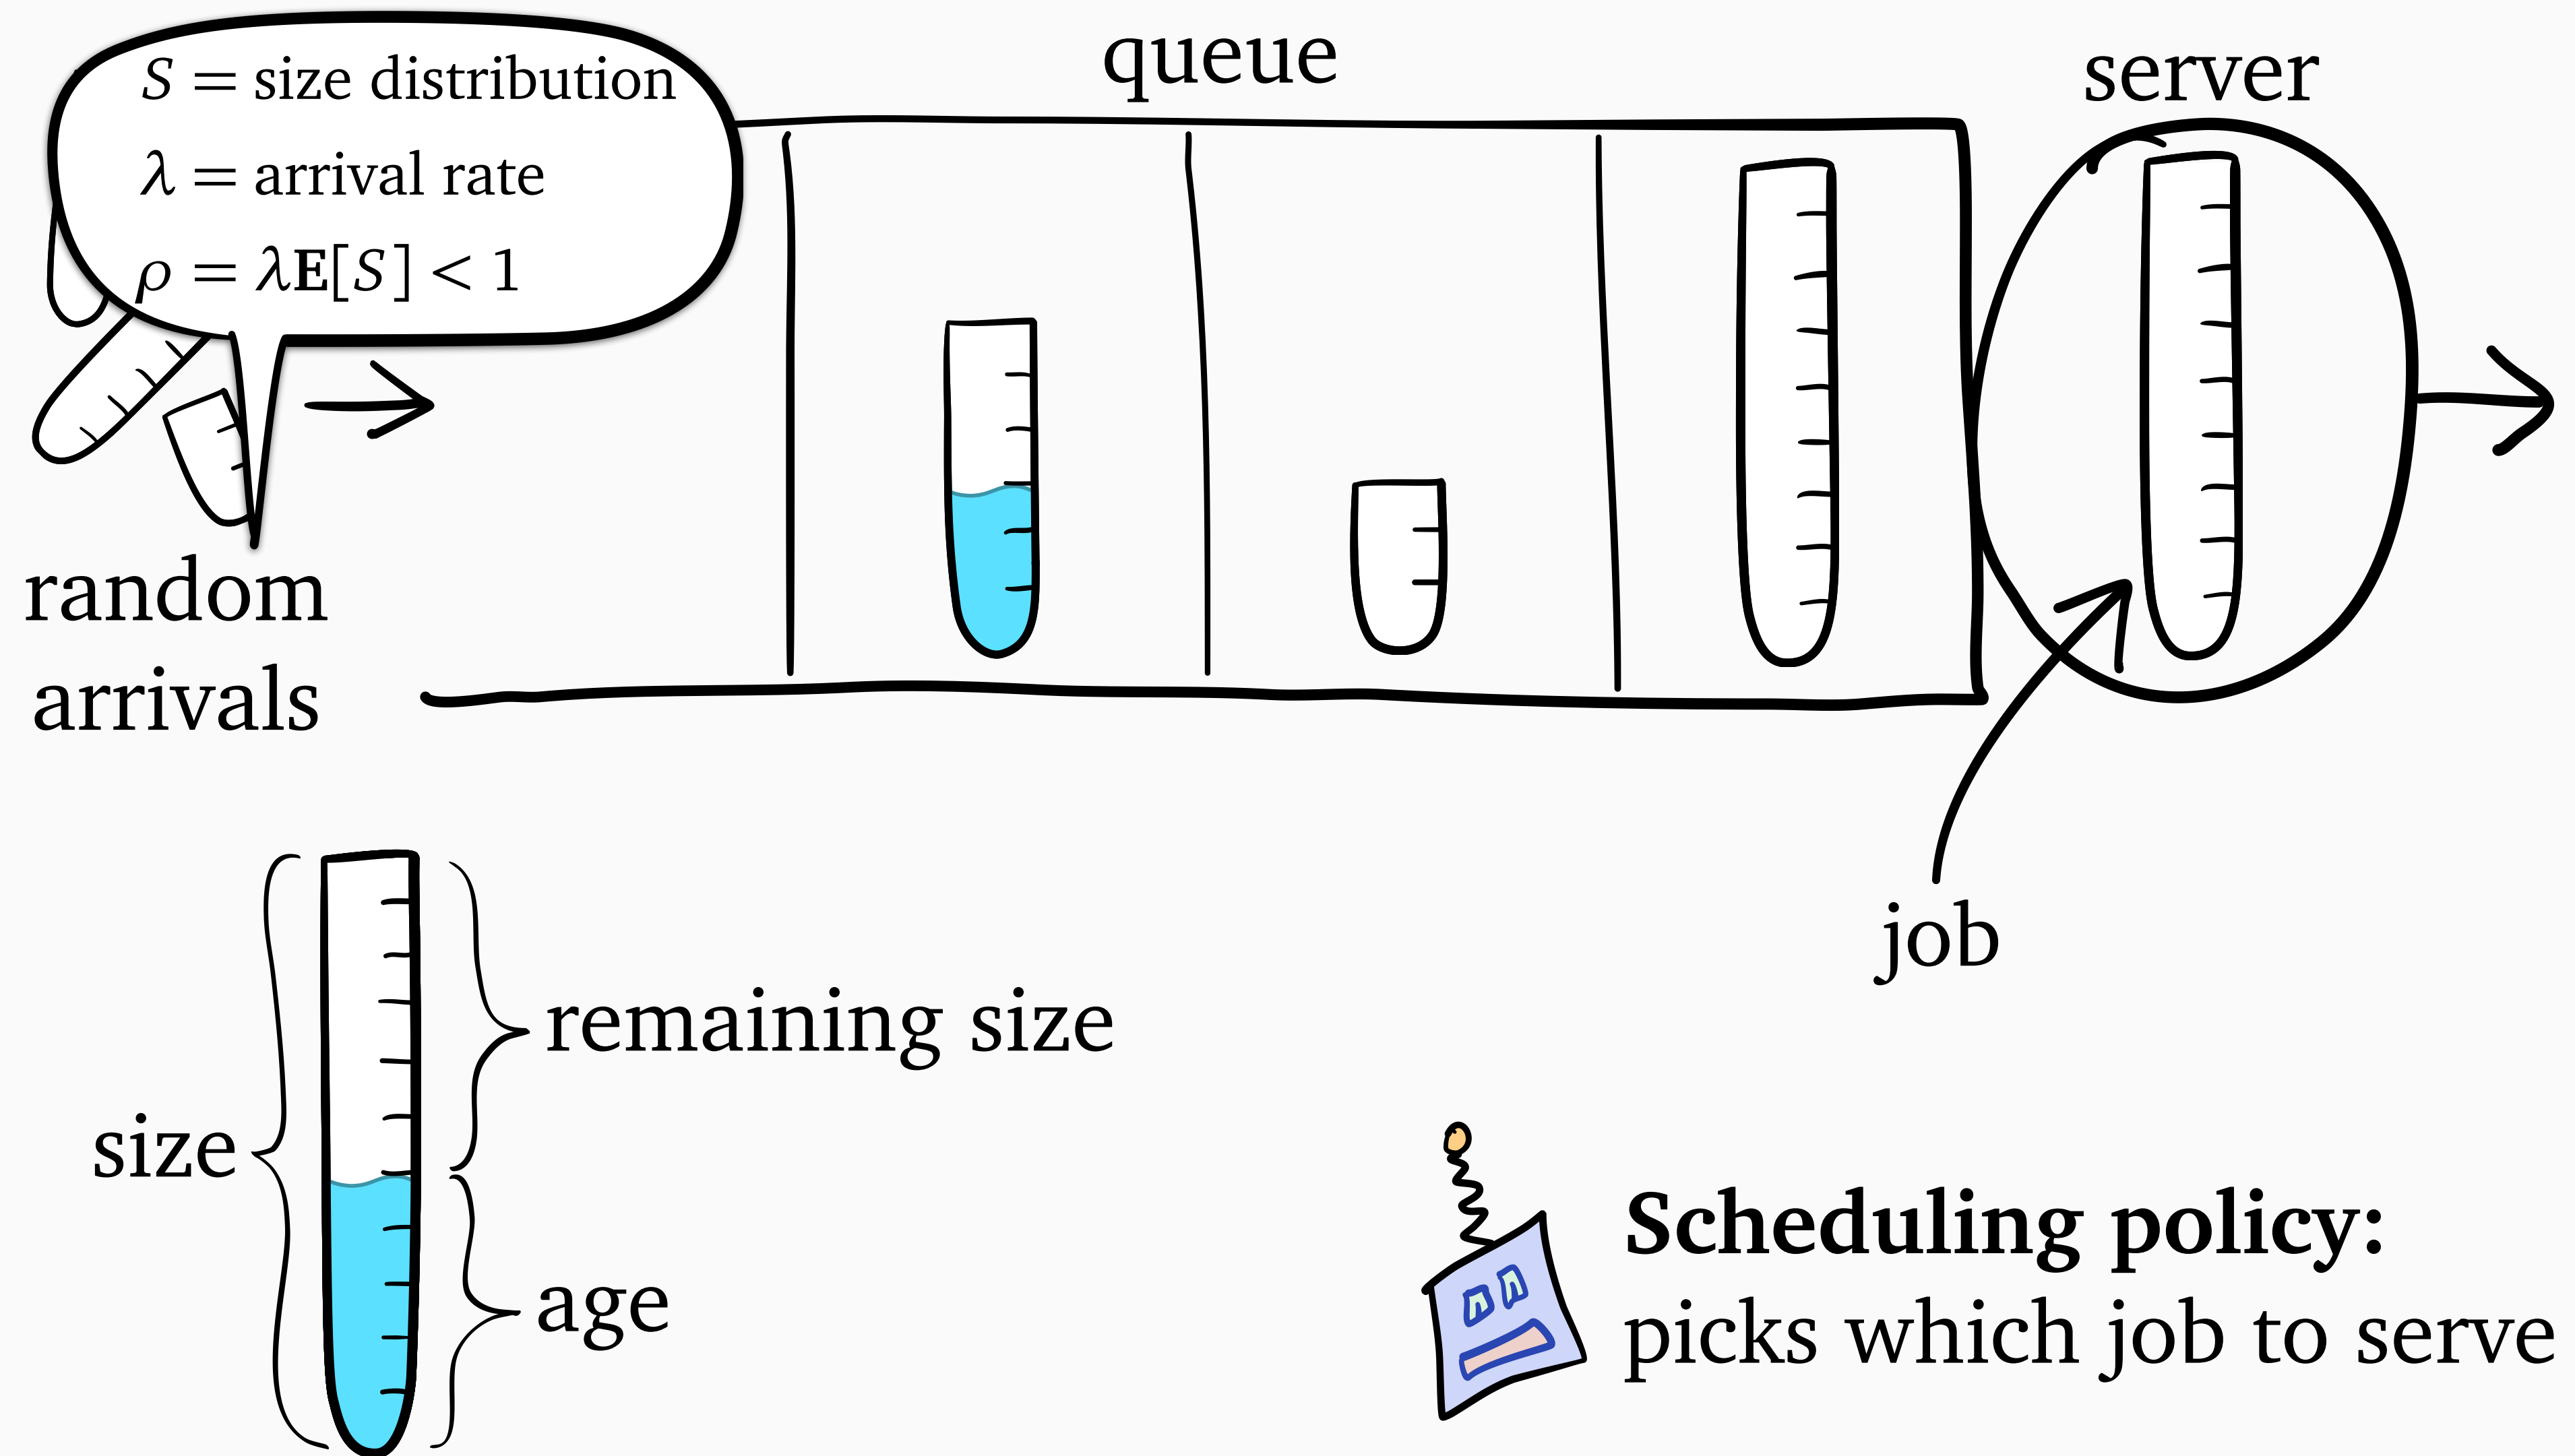 S = size distribution
λ = arrival rate
ρ = λE[S] < 1
queue
server
random
arrivals
job
size
remaining size
age
Scheduling policy:
picks which job to serve